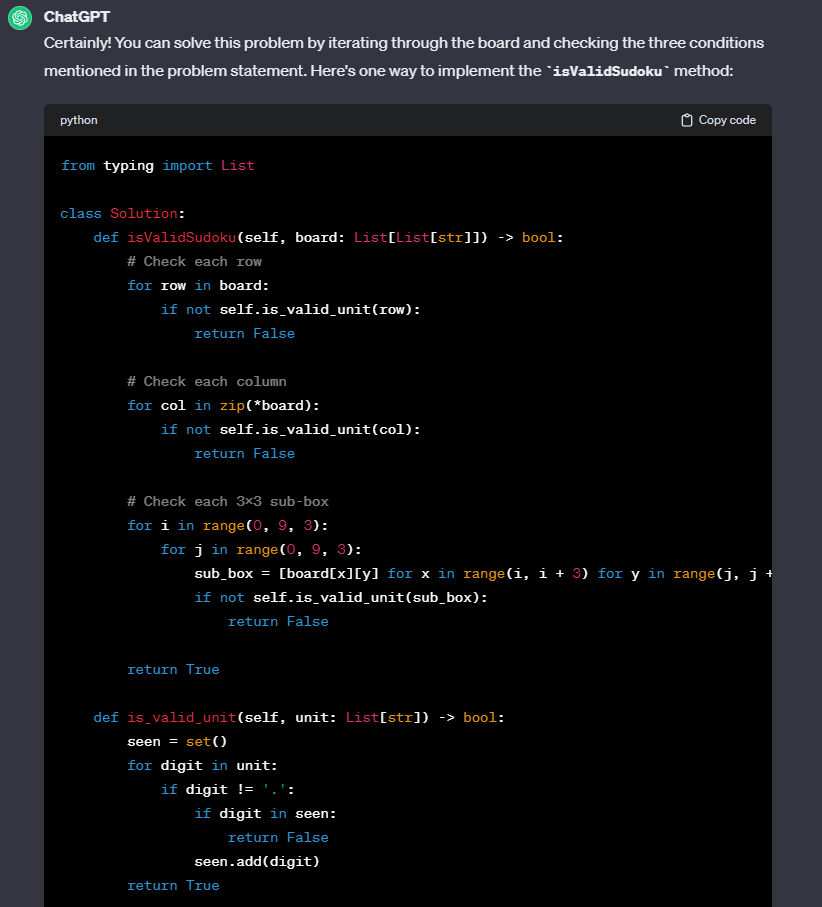 ChatGPT
Certainly! You can solve this problem by iterating through the board and checking the three conditions
mentioned in the problem statement. Here's one way to implement the `isValidSudoku` method:
python Copy code
from typing import List

class Solution:
    def isValidSudoku(self, board: List[List[str]]) -> bool:
        # Check each row
        for row in board:
            if not self.is_valid_unit(row):
                return False

        # Check each column
        for col in zip(*board):
            if not self.is_valid_unit(col):
                return False

        # Check each 3x3 sub-box
        for i in range(0, 9, 3):
            for j in range(0, 9, 3):
                sub_box = [board[x][y] for x in range(i, i + 3) for y in range(j, j +
                if not self.is_valid_unit(sub_box):
                    return False

        return True

    def is_valid_unit(self, unit: List[str]) -> bool:
        seen = set()
        for digit in unit:
            if digit != '.':
                if digit in seen:
                    return False
                seen.add(digit)
        return True